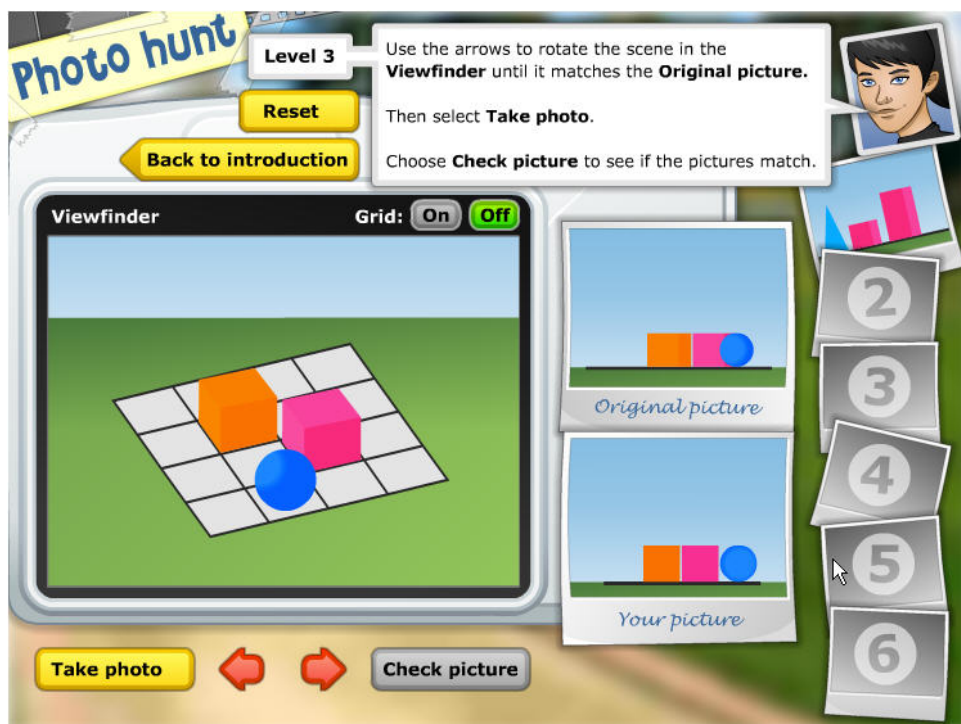 Photo hunt
Level 3
Use the arrows to rotate the scene in the
Viewfinder until it matches the Original picture.
Then select Take photo.
Choose Check picture to see if the pictures match.
Reset
Back to introduction
Viewfinder
Grid: On Off
Original picture
Your picture
2
3
4
5
6
Take photo
Check picture